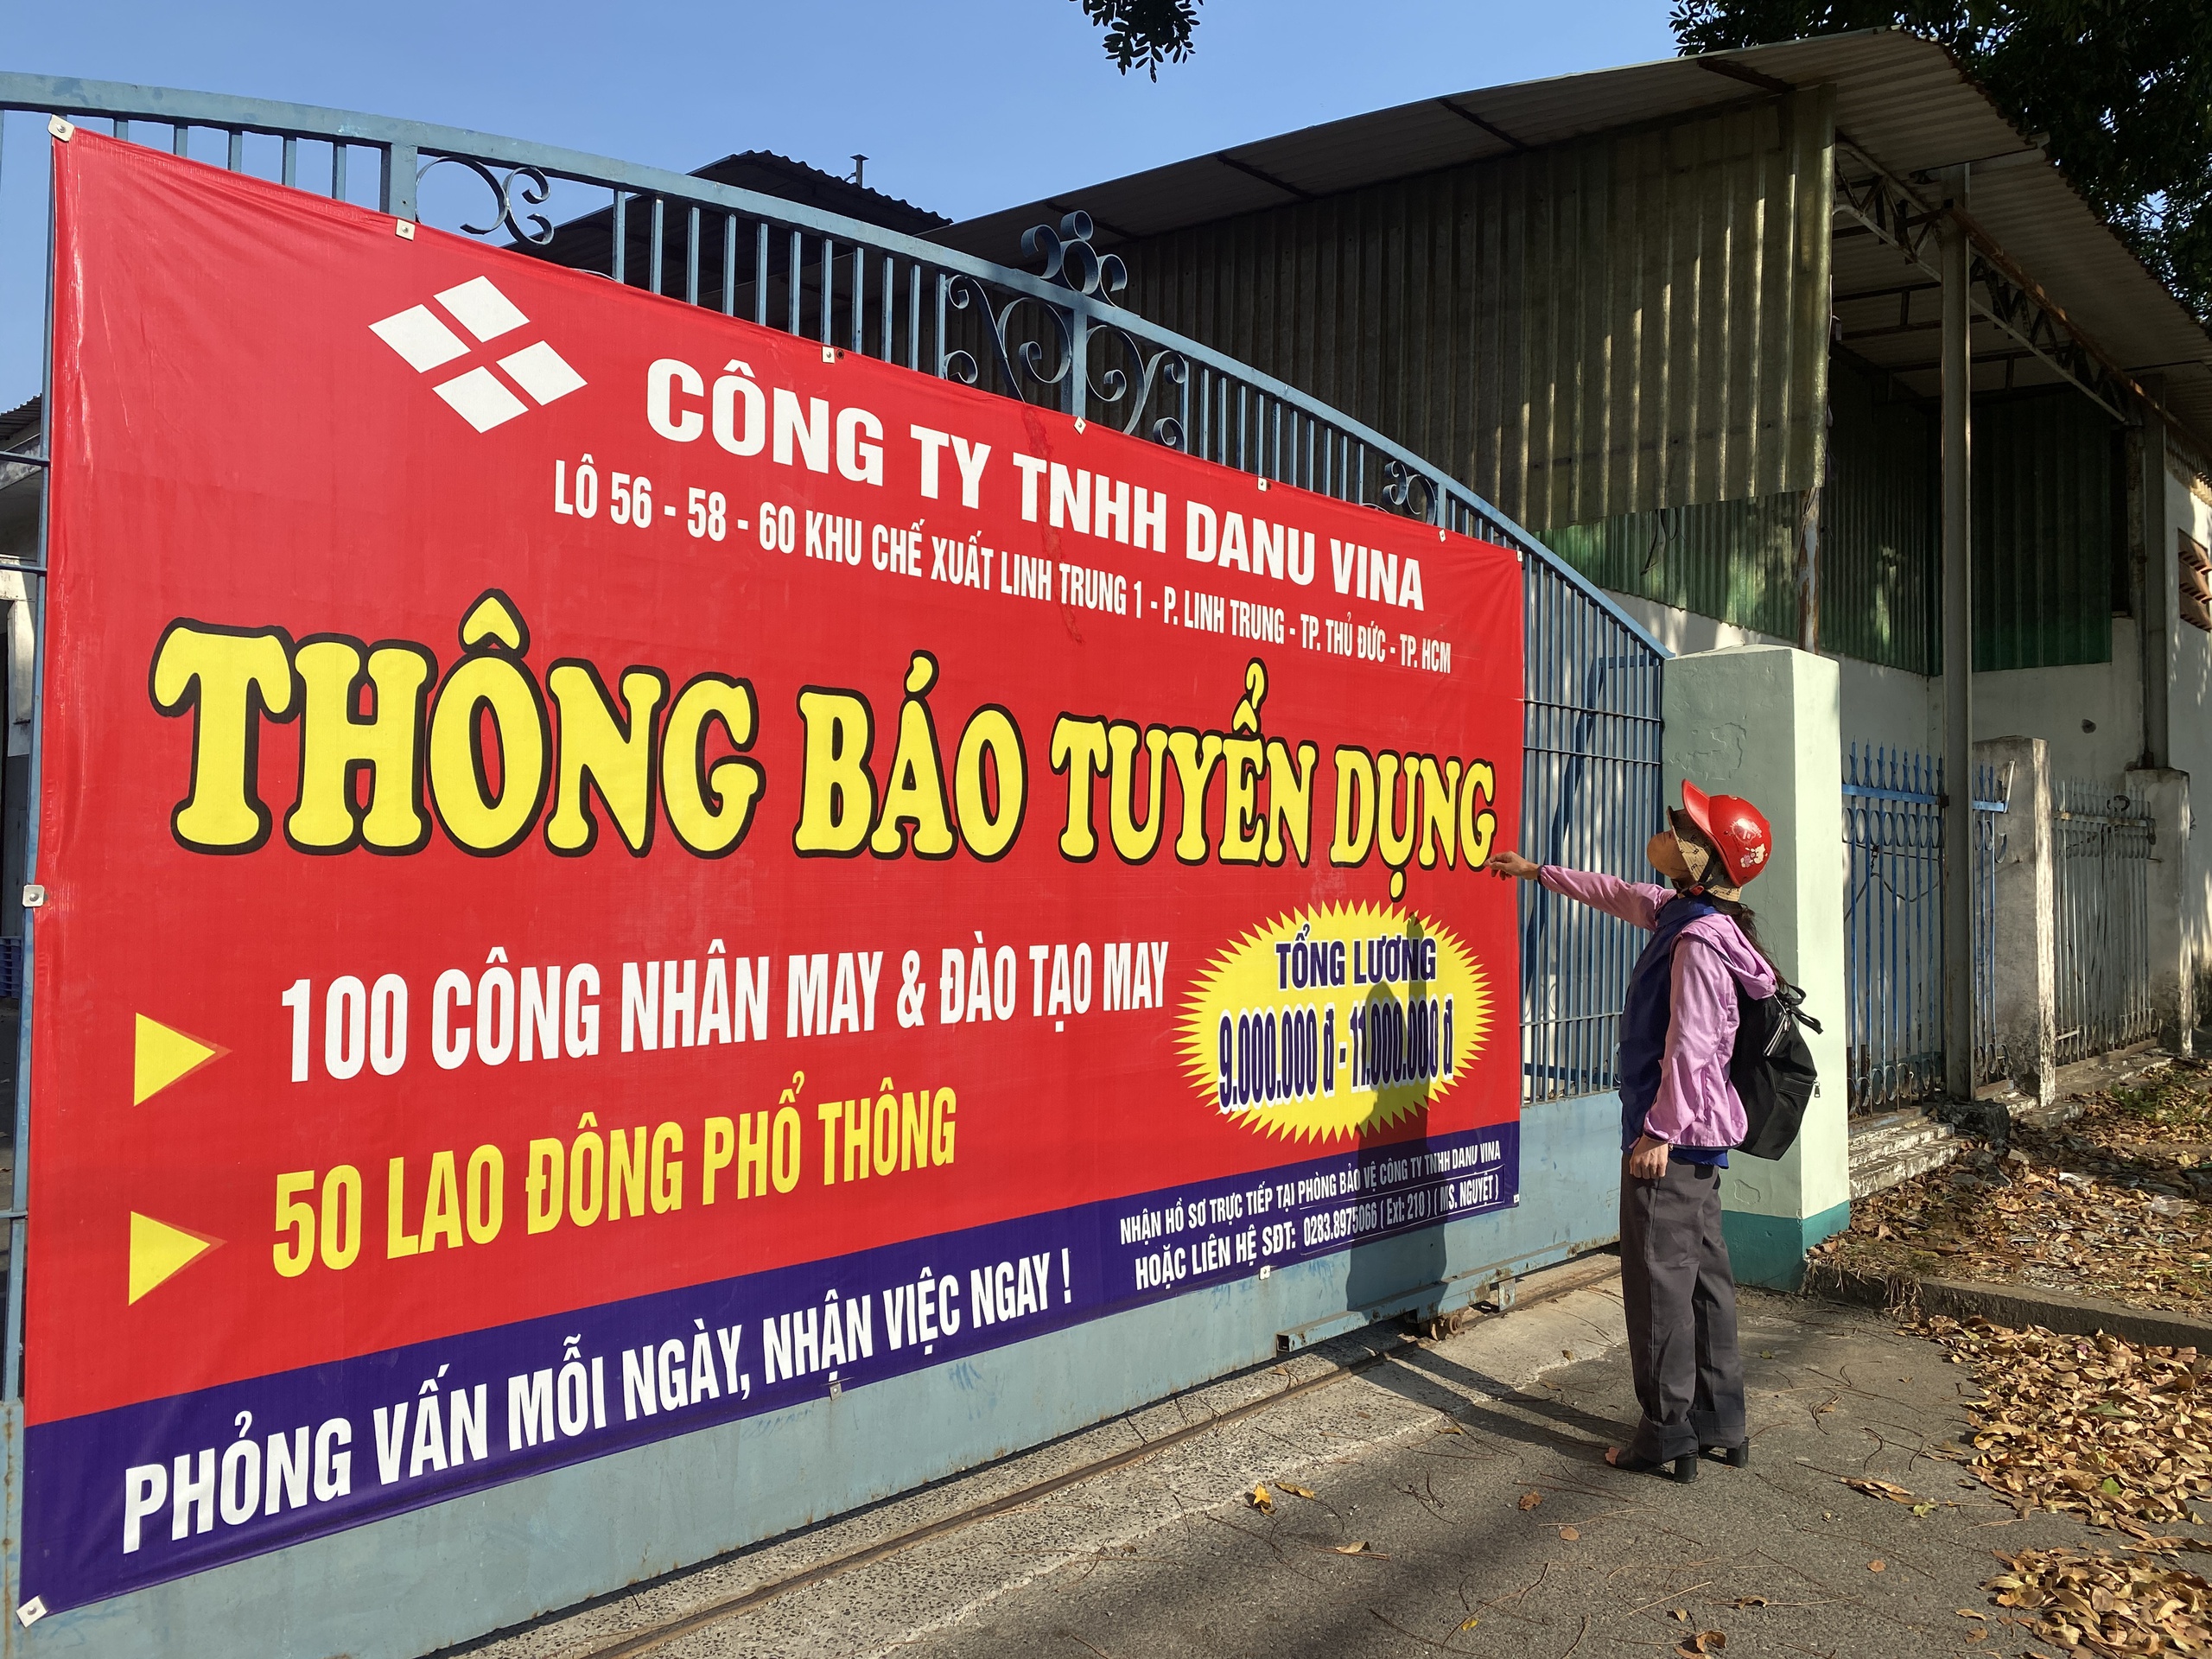 CÔNG TY TNHH DANU VINA
LÔ 56 - 58 - 60 KHU CHẾ XUẤT LINH TRUNG 1 - P. LINH TRUNG - TP. THỦ ĐỨC - TP. HCM
THÔNG BÁO TUYỂN DỤNG
100 CÔNG NHÂN MAY & ĐÀO TẠO MAY
50 LAO ĐÔNG PHỔ THÔNG
TỔNG LƯƠNG
9.000.000 đ - 11.000.000 đ
PHỎNG VẤN MỖI NGÀY, NHẬN VIỆC NGAY !
NHẬN HỒ SƠ TRỰC TIẾP TẠI PHÒNG BẢO VỆ CÔNG TY TNHH DANU VINA
HOẶC LIÊN HỆ SĐT: 0283.8975066 ( Ext: 210 ) ( MS. NGUYỆT )